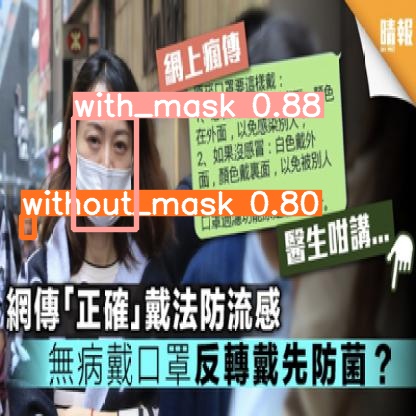 晴報
網上瘋傳
with_mask 0.88
在外面，以免感染別人；
2、如果沒感冒：白色戴外
面，顏色戴裏面，以免被別人
without_mask 0.80
醫生咁講...
網傳「正確」戴法防流感
無病戴口罩反轉戴先防菌？